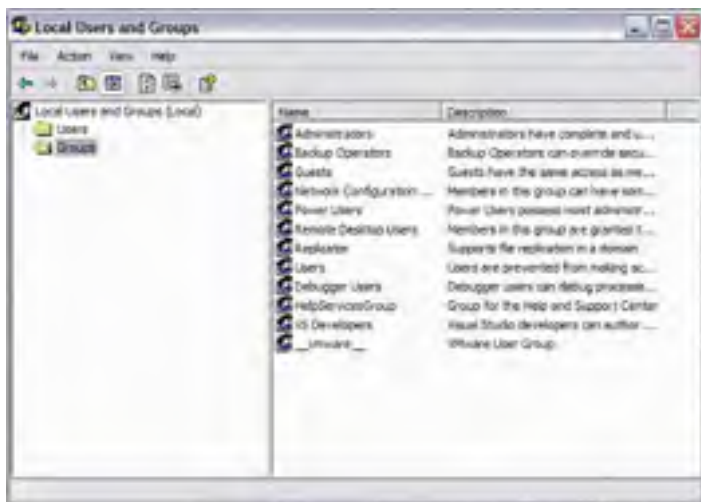 Local Users and Groups
File Action View Help
Local Users and Groups (Local)
Users
Groups
Name Description
Administrators Administrators have complete and u...
Backup Operators Backup Operators can override secu...
Guests Guests have the same access as me...
Network Configuration ... Members in this group can have som...
Power Users Power Users possess most administr...
Remote Desktop Users Members in this group are granted t...
Replicator Supports file replication in a domain
Users Users are prevented from making ac...
Debugger Users Debugger users can debug processe...
HelpServicesGroup Group for the Help and Support Center
VS Developers Visual Studio developers can author ...
__vmware__ VMware User Group